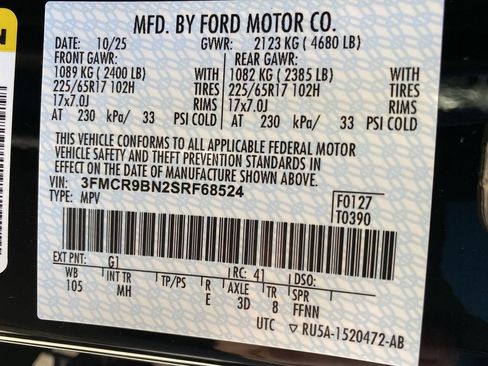 MFD. BY FORD MOTOR CO.
DATE: 10/25 GVWR: 2123 KG ( 4680 LB)
FRONT GAWR: REAR GAWR:
1089 KG ( 2400 LB) WITH 1082 KG ( 2385 LB) WITH
225/65R17 102H TIRES 225/65R17 102H TIRES
17x7.0J RIMS 17x7.0J RIMS
AT 230 kPa/ 33 PSI COLD AT 230 kPa/ 33 PSI COLD
THIS VEHICLE CONFORMS TO ALL APPLICABLE FEDERAL MOTOR
VEHICLE SAFETY AND THEFT PREVENTION STANDARDS IN
EFFECT ON THE DATE OF MANUFACTURE SHOWN ABOVE.
VIN: 3FMCR9BN2SRF68524 F0127
TYPE: MPV T0390
EXT PNT: G1 RC: 41 DSO:
WB INT TR TP/PS R AXLE TR SPR
105 MH E 3D 8 FFNN
UTC RU5A-1520472-AB